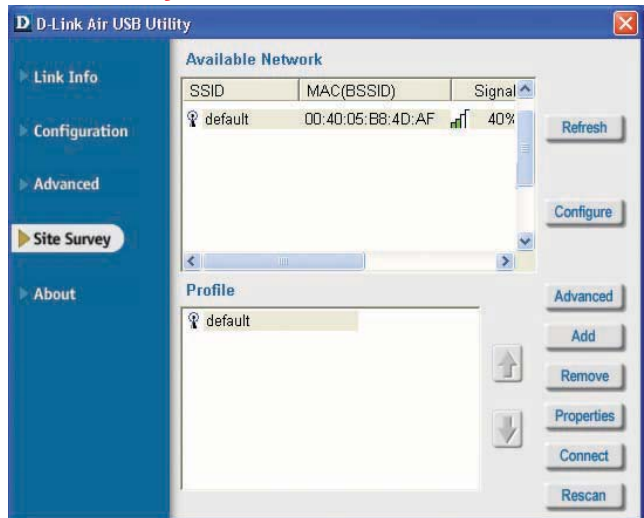 D D-Link Air USB Utility
Link Info
Configuration
Advanced
Site Survey
About
Available Network
SSID MAC(BSSID) Signal
default 00:40:05:B8:4D:AF 40%
Refresh
Configure
Profile
default
Advanced
Add
Remove
Properties
Connect
Rescan